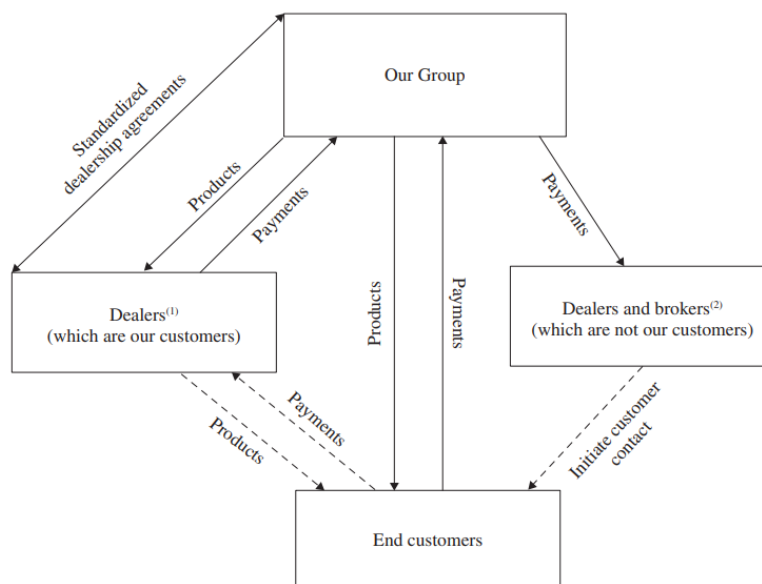 Our Group
Standardized
dealership agreements
Products
Payments
Payments
Dealers(1)
(which are our customers)
Products
Payments
Dealers and brokers(2)
(which are not our customers)
Products
Payments
Initiate customer
contact
End customers